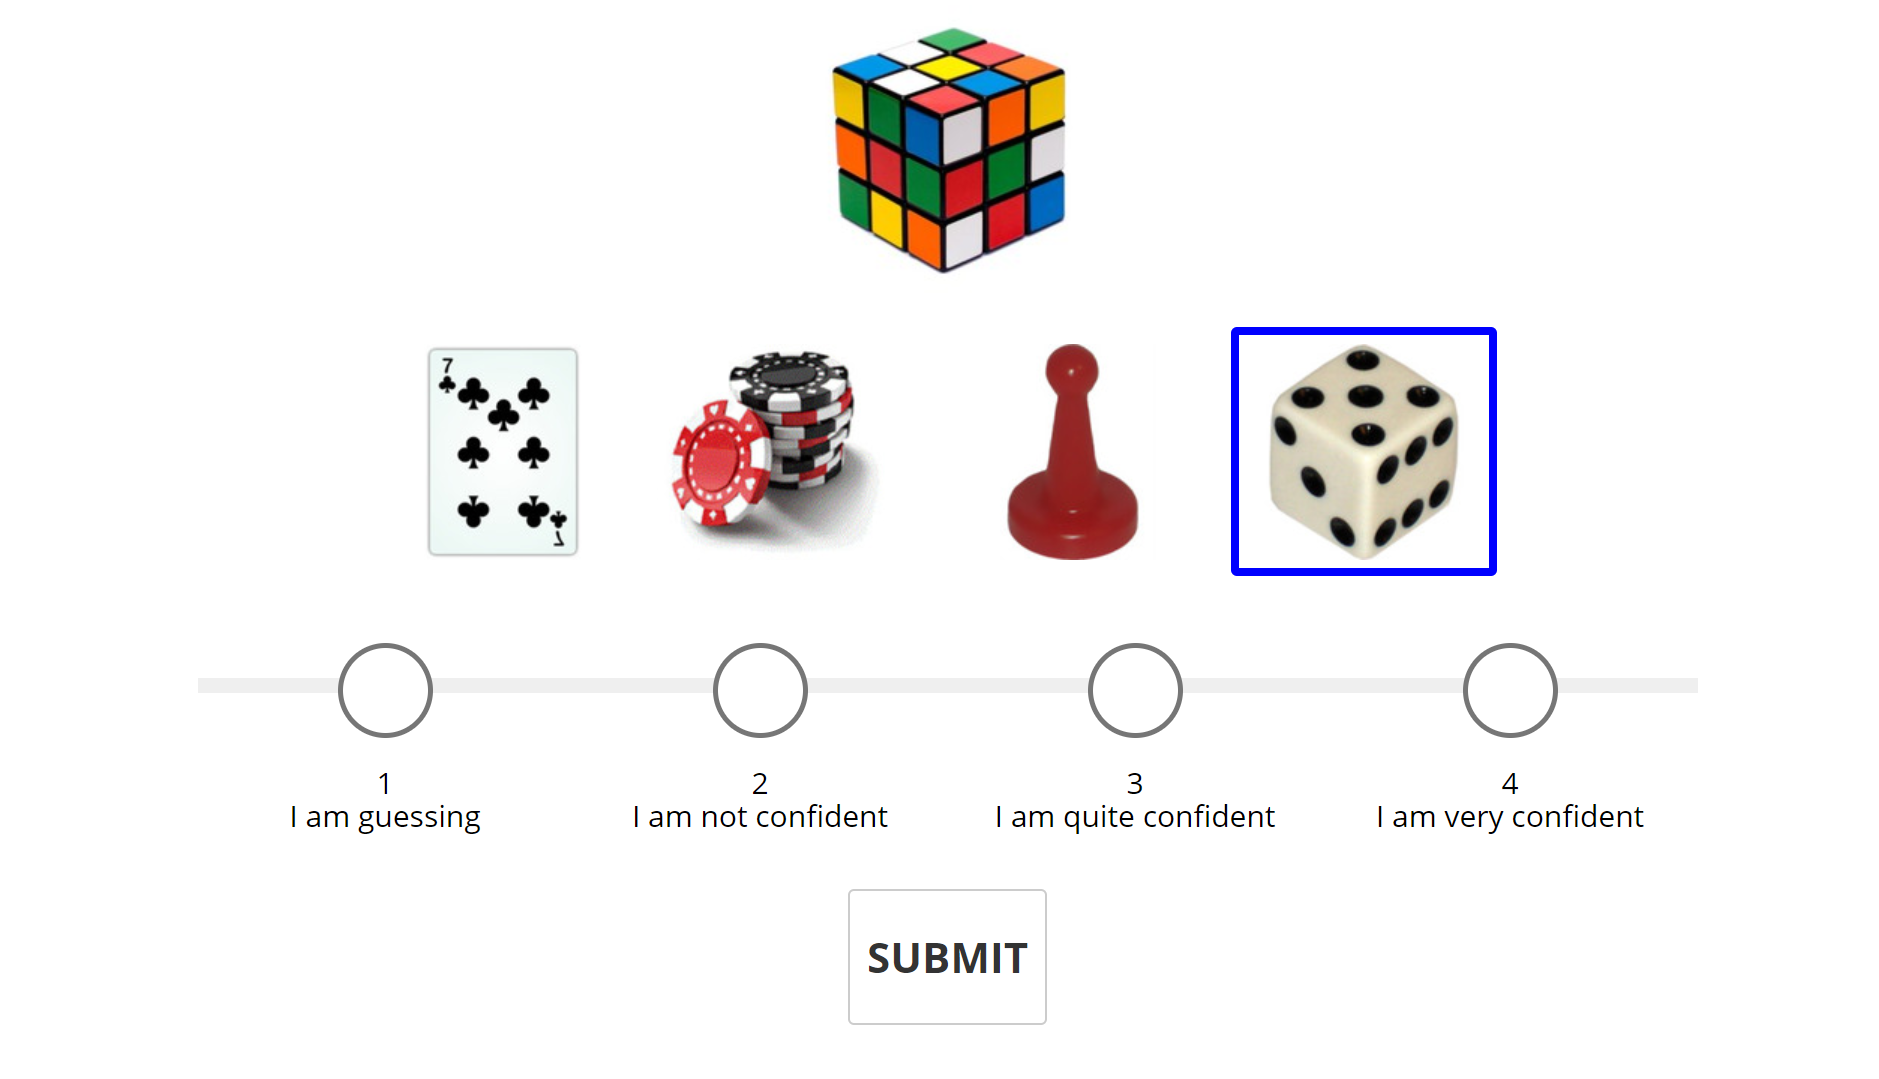 7
7
1
I am guessing
2
I am not confident
3
I am quite confident
4
I am very confident
SUBMIT